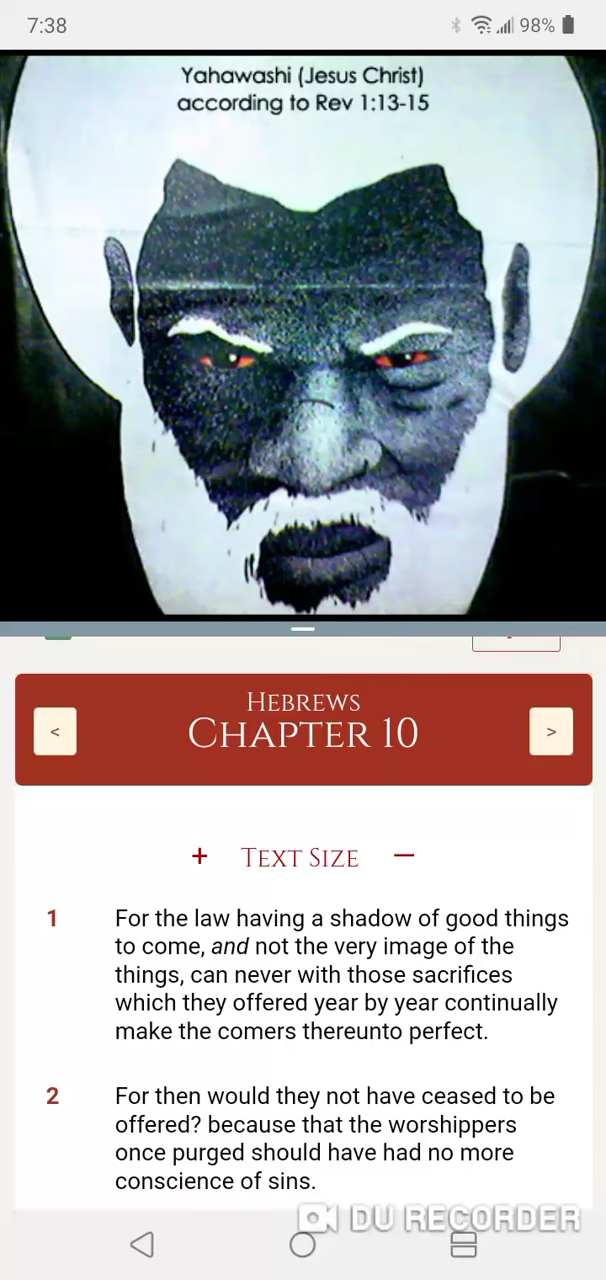 7:38
98%
Yahawashi (Jesus Christ)
according to Rev 1:13-15
HEBREWS
CHAPTER 10
<
>
+ TEXT SIZE −
1 For the law having a shadow of good things
to come, and not the very image of the
things, can never with those sacrifices
which they offered year by year continually
make the comers thereunto perfect.
2 For then would they not have ceased to be
offered? because that the worshippers
once purged should have had no more
conscience of sins.
DU RECORDER